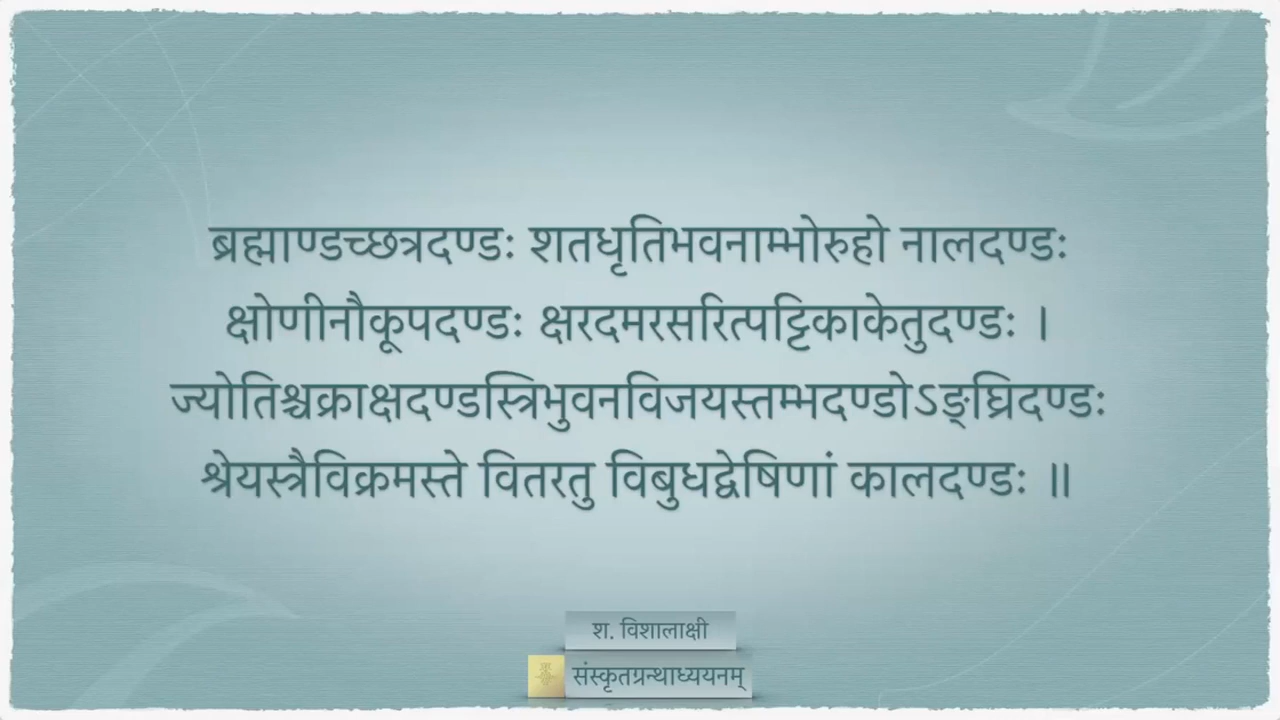 ब्रह्माण्डच्छत्रदण्डः शतधृतिभवनाम्भोरुहो नालदण्डः
क्षोणीनौकूपदण्डः क्षरदमरसरित्पट्टिकाकेतुदण्डः ।
ज्योतिश्चक्राक्षदण्डस्त्रिभुवनविजयस्तम्भदण्डोऽङ्घ्रिदण्डः
श्रेयस्त्रैविक्रमस्ते वितरतु विबुधद्वेषिणां कालदण्डः ॥
श. विशालाक्षी
संस्कृतग्रन्थाध्ययनम्